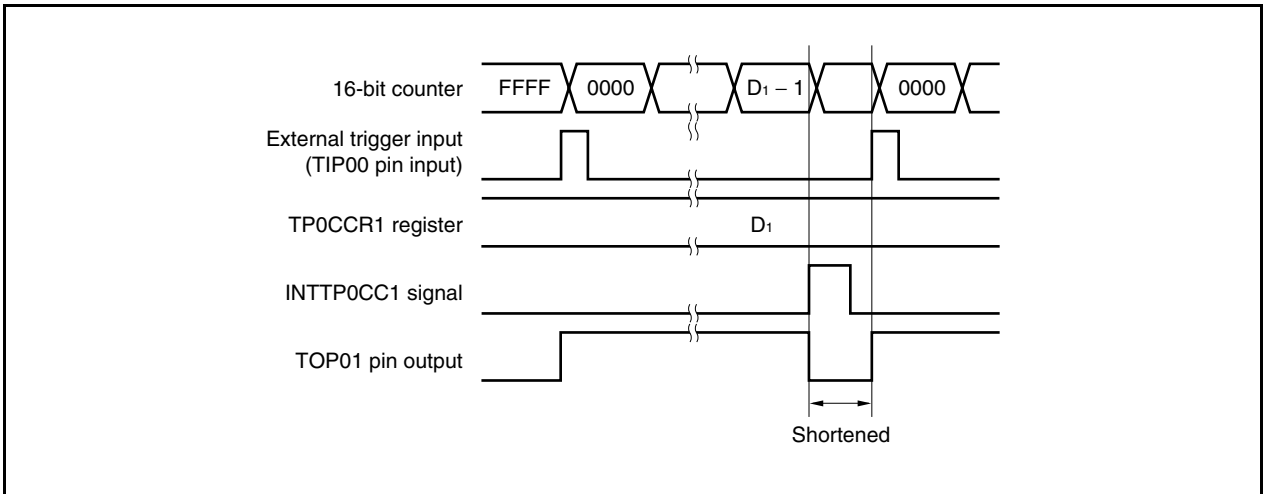 16-bit counter FFFF 0000 D₁ – 1 0000
External trigger input
(TIP00 pin input)
TP0CCR1 register D₁
INTTP0CC1 signal
TOP01 pin output
Shortened